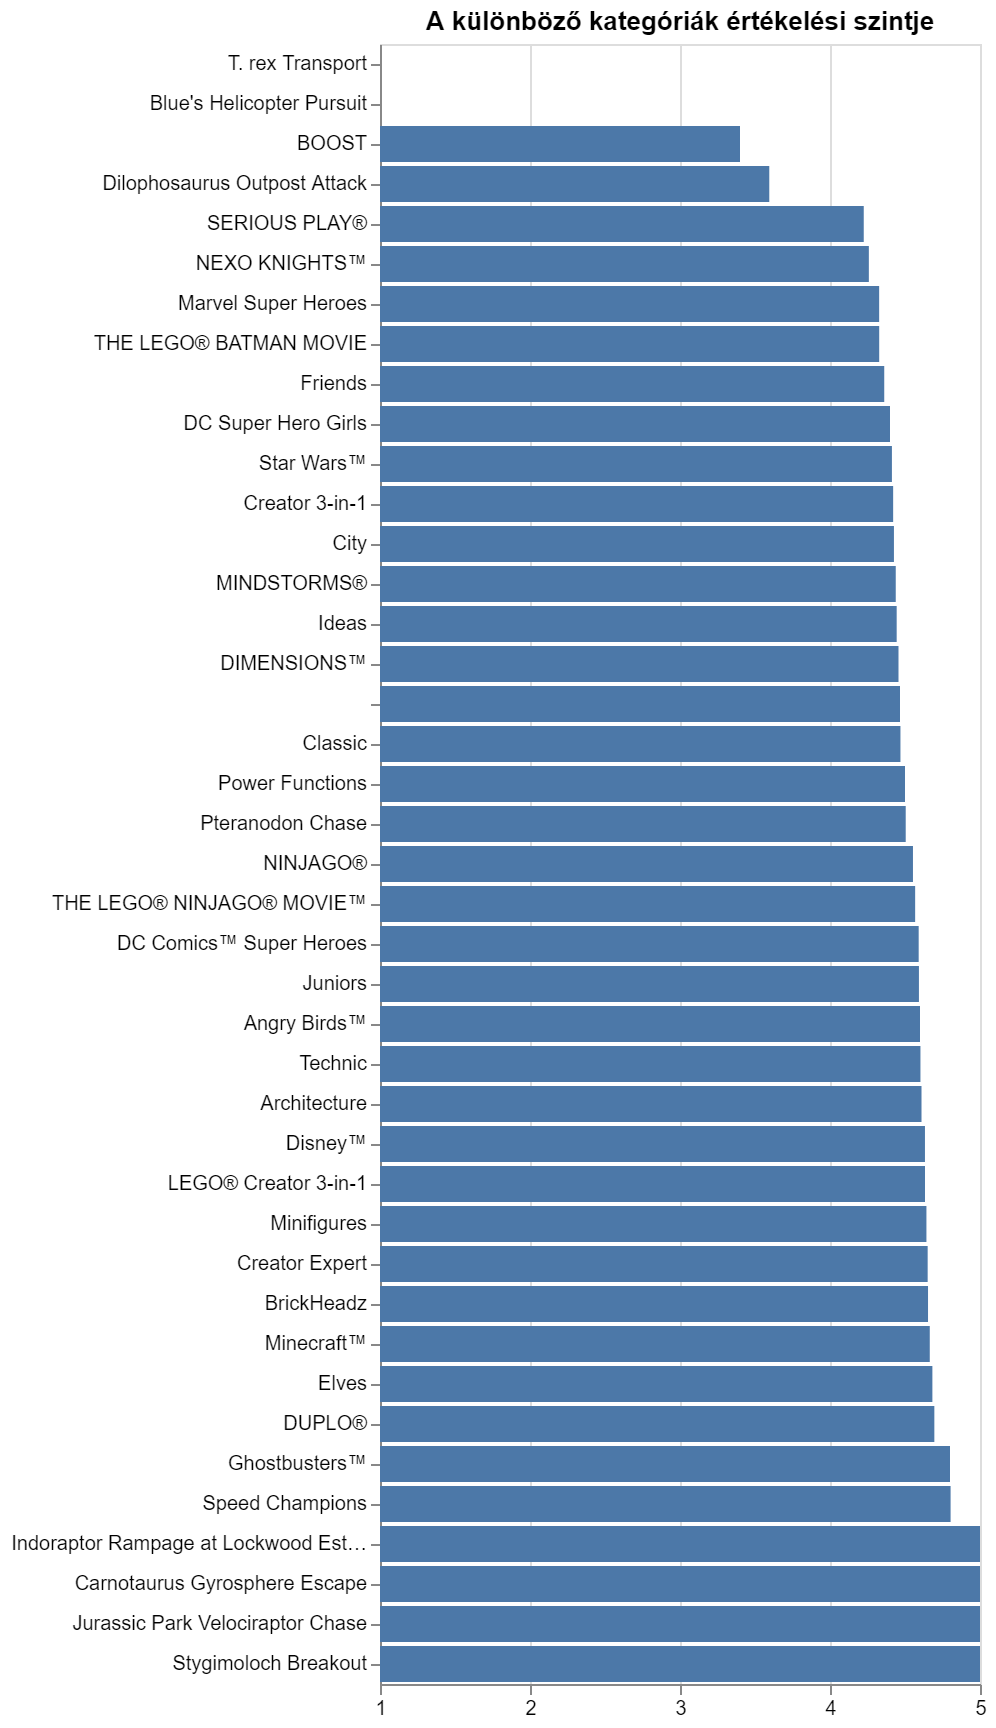 A különböző kategóriák értékelési szintje
T. rex Transport
Blue's Helicopter Pursuit
BOOST
Dilophosaurus Outpost Attack
SERIOUS PLAY®
NEXO KNIGHTS™
Marvel Super Heroes
THE LEGO® BATMAN MOVIE
Friends
DC Super Hero Girls
Star Wars™
Creator 3-in-1
City
MINDSTORMS®
Ideas
DIMENSIONS™
Classic
Power Functions
Pteranodon Chase
NINJAGO®
THE LEGO® NINJAGO® MOVIE™
DC Comics™ Super Heroes
Juniors
Angry Birds™
Technic
Architecture
Disney™
LEGO® Creator 3-in-1
Minifigures
Creator Expert
BrickHeadz
Minecraft™
Elves
DUPLO®
Ghostbusters™
Speed Champions
Indoraptor Rampage at Lockwood Est…
Carnotaurus Gyrosphere Escape
Jurassic Park Velociraptor Chase
Stygimoloch Breakout
1 2 3 4 5